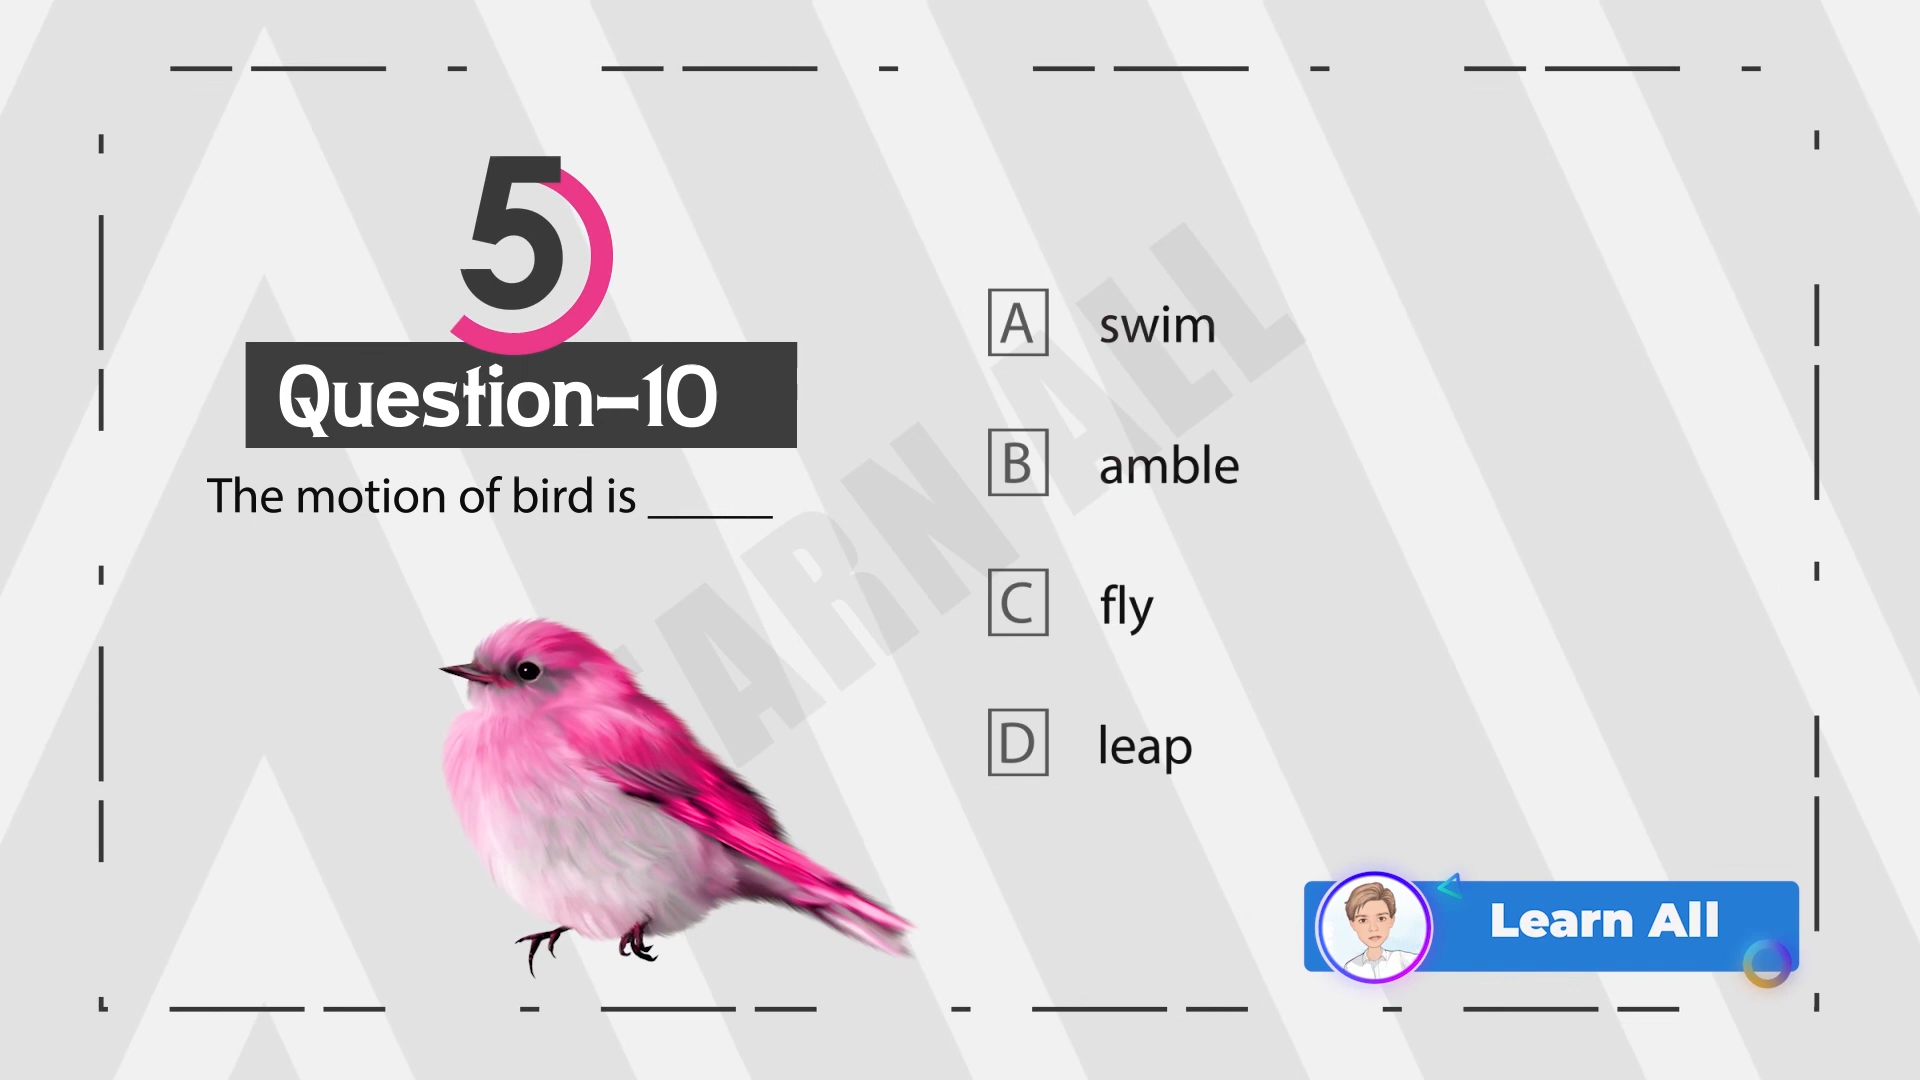 5
Question-10
The motion of bird is _____
A swim
B amble
C fly
D leap
LEARN ALL
Learn All